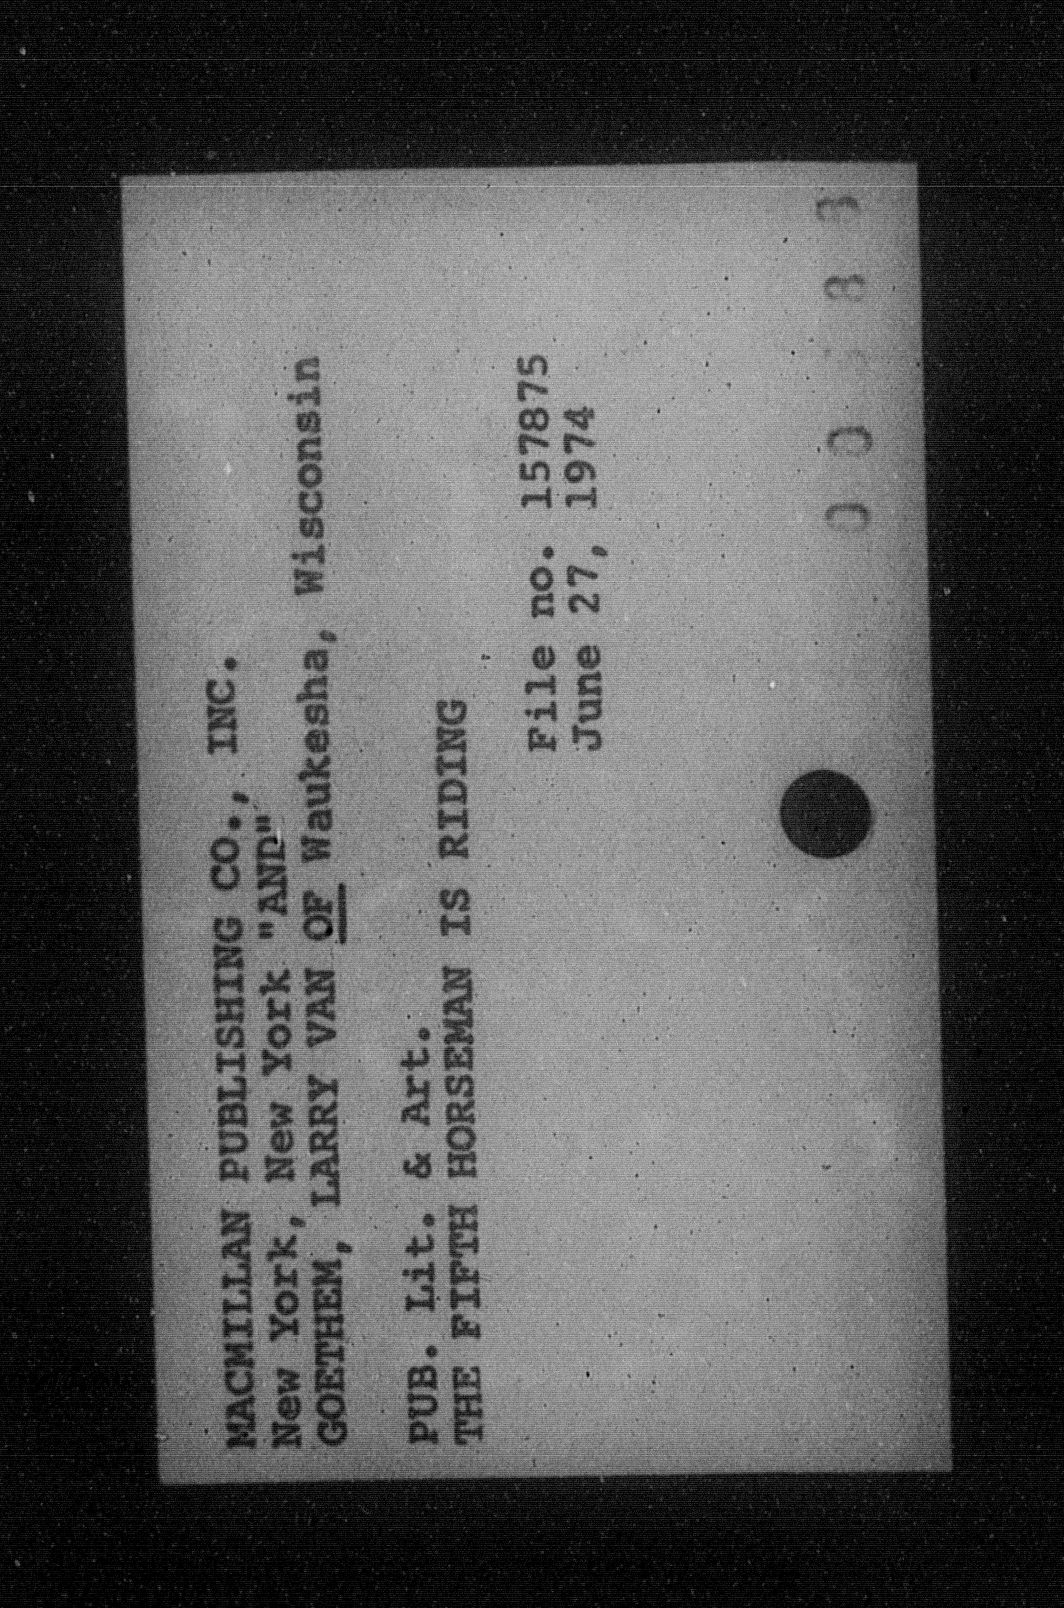 MACMILLAN PUBLISHING CO., INC.
New York, New York "AND"
GOETHEM, LARRY VAN OF Waukesha, Wisconsin
PUB. Lit. & Art.
THE FIFTH HORSEMAN IS RIDING
File no. 157875
June 27, 1974